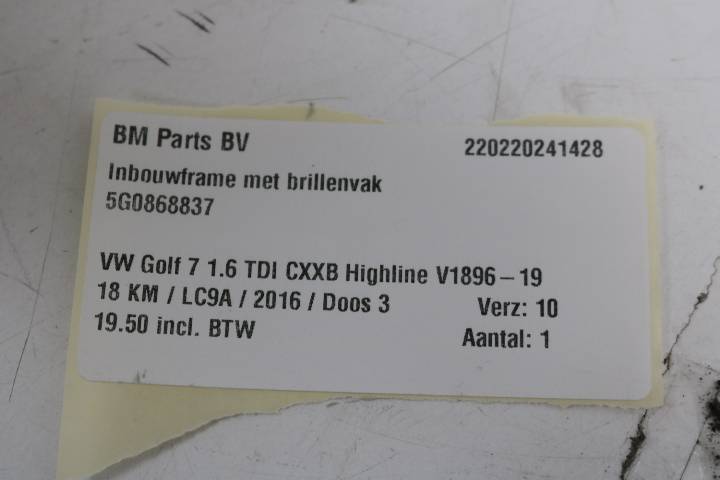 BM Parts BV 220220241428
Inbouwframe met brillenvak
5G0868837
VW Golf 7 1.6 TDI CXXB Highline V1896-19
18 KM / LC9A / 2016 / Doos 3 Verz: 10
19.50 incl. BTW Aantal: 1